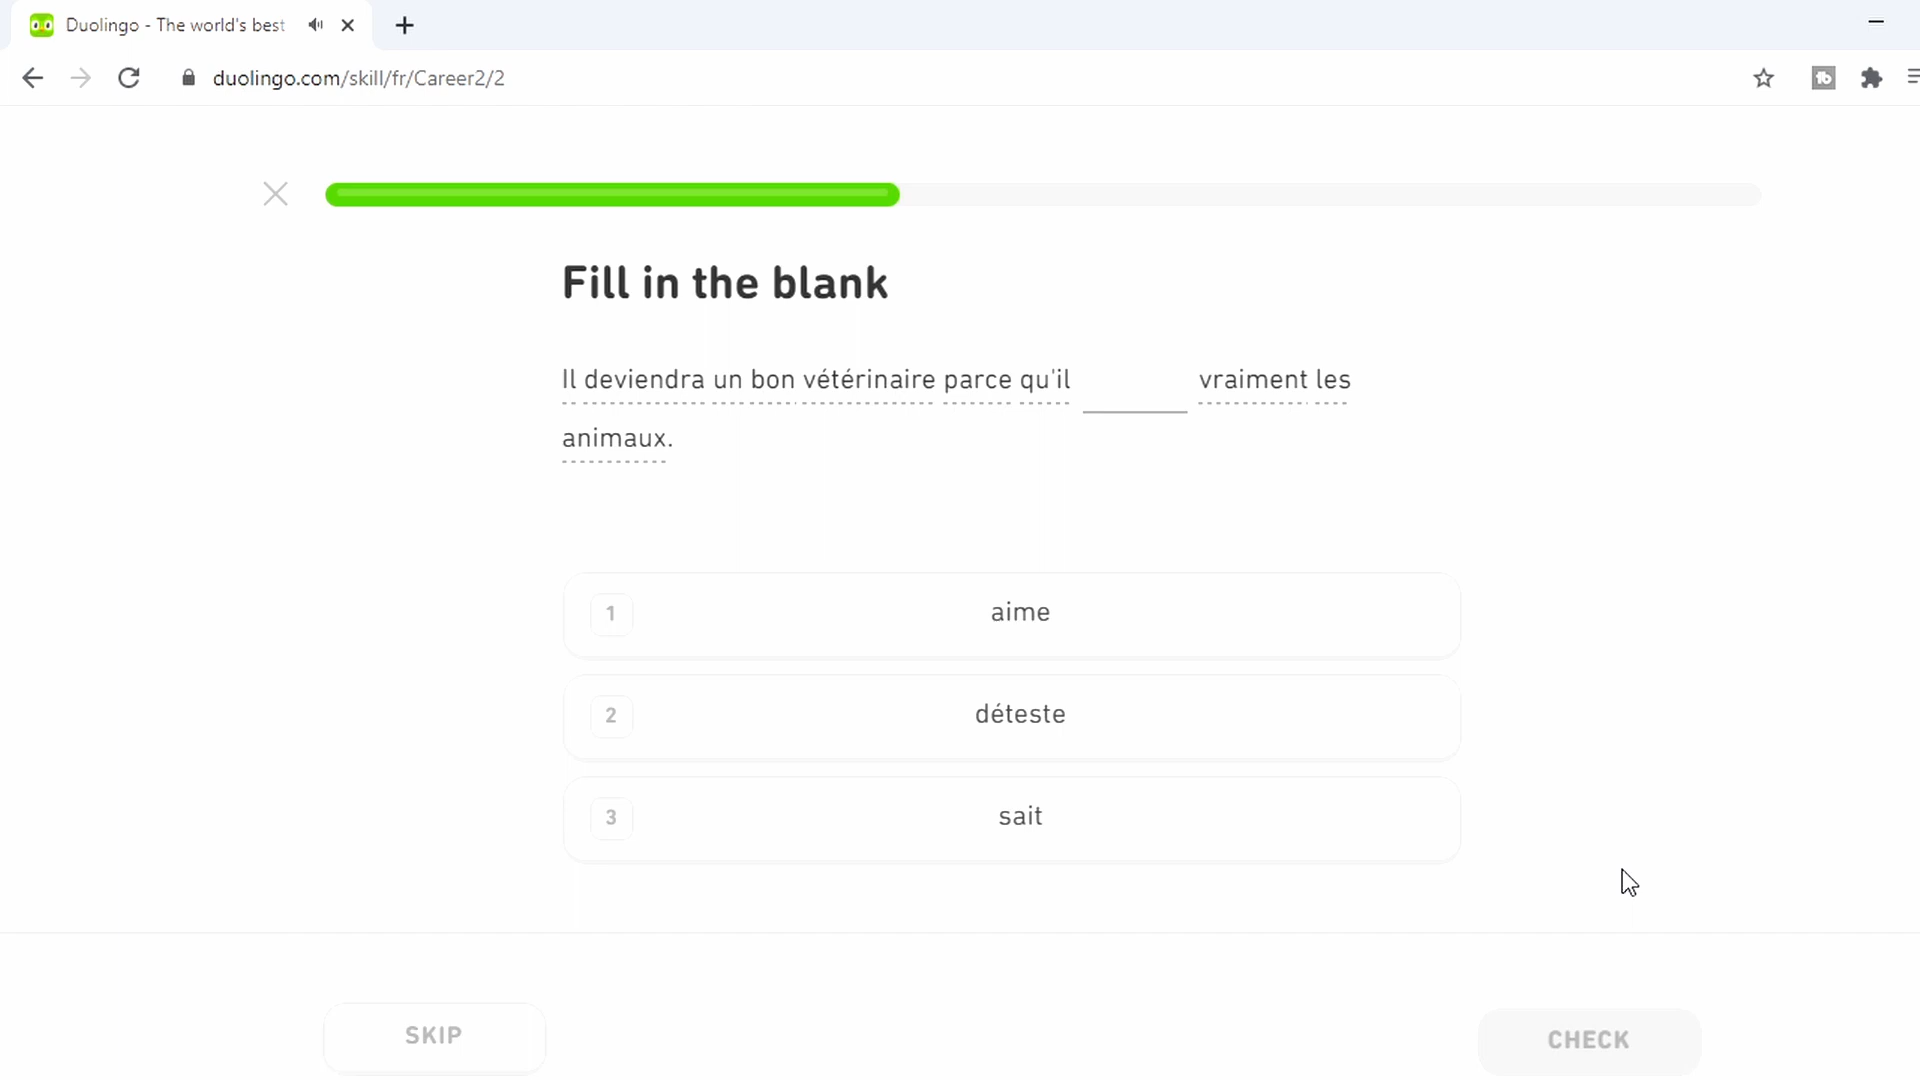 Duolingo - The world's best
duolingo.com/skill/fr/Career2/2
Fill in the blank
Il deviendra un bon vétérinaire parce qu'il ________ vraiment les
animaux.
1 aime
2 déteste
3 sait
SKIP
CHECK